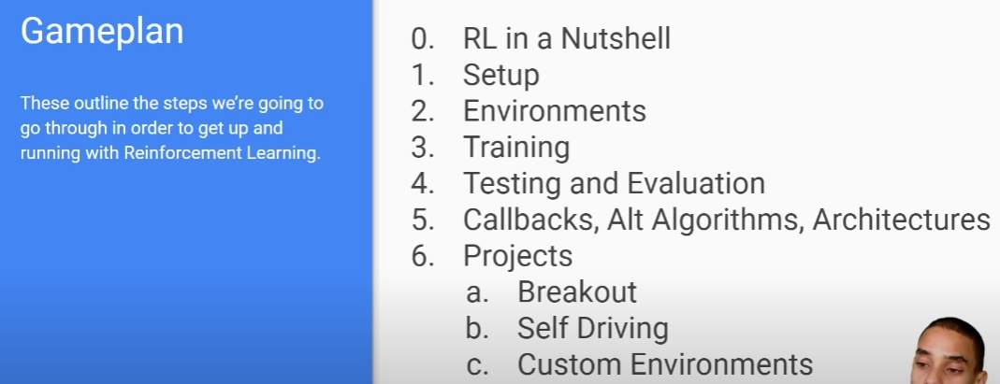 Gameplan
These outline the steps we're going to
go through in order to get up and
running with Reinforcement Learning.
0. RL in a Nutshell
1. Setup
2. Environments
3. Training
4. Testing and Evaluation
5. Callbacks, Alt Algorithms, Architectures
6. Projects
a. Breakout
b. Self Driving
c. Custom Environments